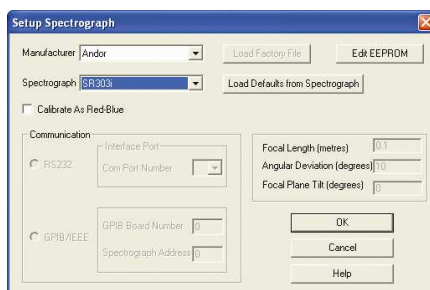 Setup Spectrograph
Manufacturer Andor Load Factory File Edit EEPROM
Spectrograph SR303i Load Defaults from Spectrograph
Calibrate As Red-Blue
Communication
Interface Port
RS232 Com Port Number
GPIB/IEEE GPIB Board Number 0
Spectrograph Address 0
Focal Length (metres) 0.1
Angular Deviation (degrees) 10
Focal Plane Tilt (degrees) 0
OK
Cancel
Help